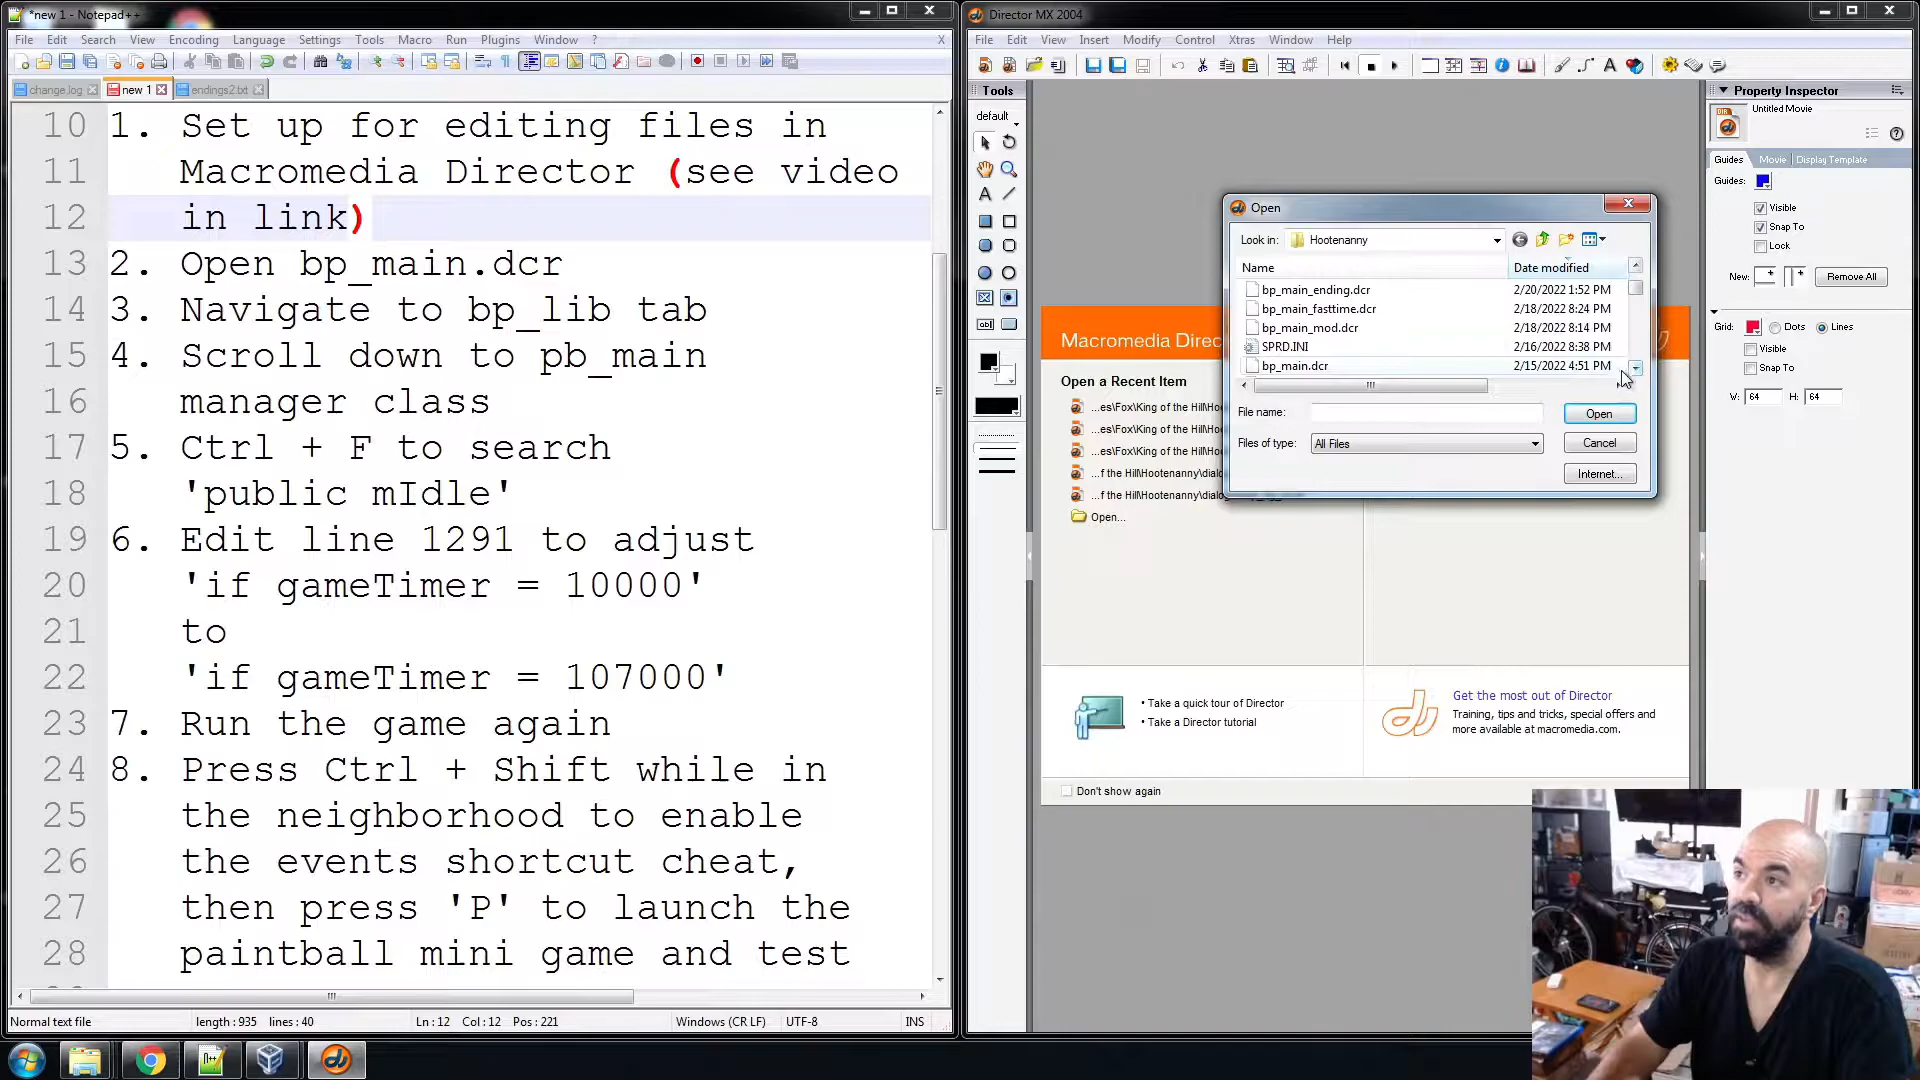 *new 1 - Notepad++
File Edit Search View Encoding Language Settings Tools Macro Run Plugins Window ? X
change.log new 1 endings2.txt
10 1. Set up for editing files in
11 Macromedia Director (see video
12 in link)
13 2. Open bp_main.dcr
14 3. Navigate to bp_lib tab
15 4. Scroll down to pb_main
16 manager class
17 5. Ctrl + F to search
18 'public mIdle'
19 6. Edit line 1291 to adjust
20 'if gameTimer = 10000'
21 to
22 'if gameTimer = 107000'
23 7. Run the game again
24 8. Press Ctrl + Shift while in
25 the neighborhood to enable
26 the events shortcut cheat,
27 then press 'P' to launch the
28 paintball mini game and test
Normal text file length : 935 lines : 40 Ln : 12 Col : 12 Pos : 221 Windows (CR LF) UTF-8 INS
Director MX 2004
File Edit View Insert Modify Control Xtras Window Help
Tools
default
Macromedia Direc
Open a Recent Item
...es\Fox\King of the Hill\Hoo
...es\Fox\King of the Hill\Hoo
...es\Fox\King of the Hill\Hoo
...f the Hill\Hootenanny\dialo
...f the Hill\Hootenanny\dialo
Open...
• Take a quick tour of Director
• Take a Director tutorial
Get the most out of Director
Training, tips and tricks, special offers and
more available at macromedia.com.
Don't show again
Open
Look in: Hootenanny
Name Date modified
bp_main_ending.dcr 2/20/2022 1:52 PM
bp_main_fasttime.dcr 2/18/2022 8:24 PM
bp_main_mod.dcr 2/18/2022 8:14 PM
SPRD.INI 2/16/2022 8:38 PM
bp_main.dcr 2/15/2022 4:51 PM
File name: Open
Files of type: All Files Cancel
Internet...
Property Inspector
Untitled Movie
Guides Movie Display Template
Guides:
Visible
Snap To
Lock
New: Remove All
Grid: Dots Lines
Visible
Snap To
W: 64 H: 64